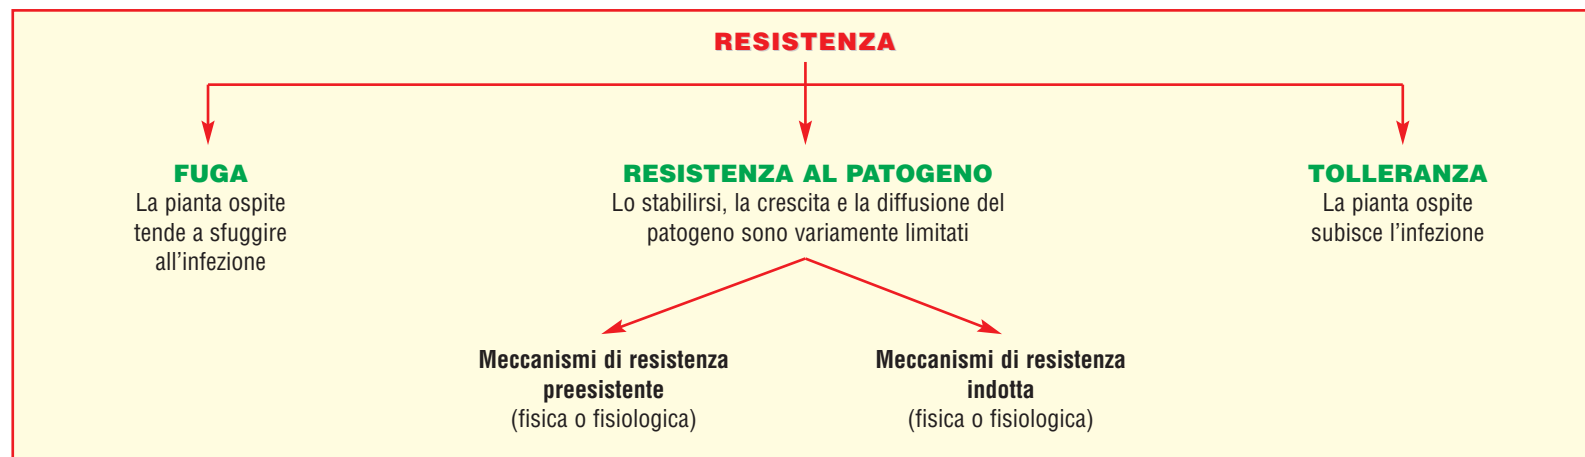 RESISTENZA
FUGA
La pianta ospite
tende a sfuggire
all’infezione
RESISTENZA AL PATOGENO
Lo stabilirsi, la crescita e la diffusione del
patogeno sono variamente limitati
TOLLERANZA
La pianta ospite
subisce l’infezione
Meccanismi di resistenza
preesistente
(fisica o fisiologica)
Meccanismi di resistenza
indotta
(fisica o fisiologica)